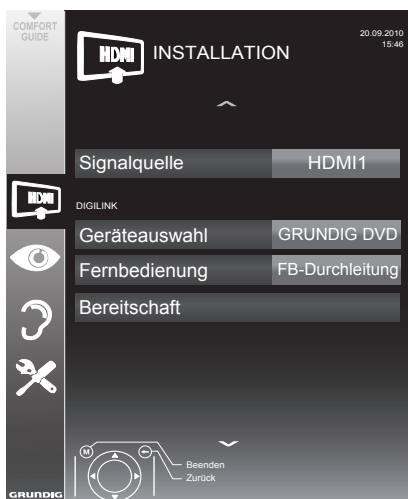 COMFORT
GUIDE
HDMI
INSTALLATION
20.09.2010
15:46
Signalquelle HDMI1
HDMI
DIGILINK
Geräteauswahl GRUNDIG DVD
Fernbedienung FB-Durchleitung
Bereitschaft
M
Beenden
Zurück
GRUNDIG